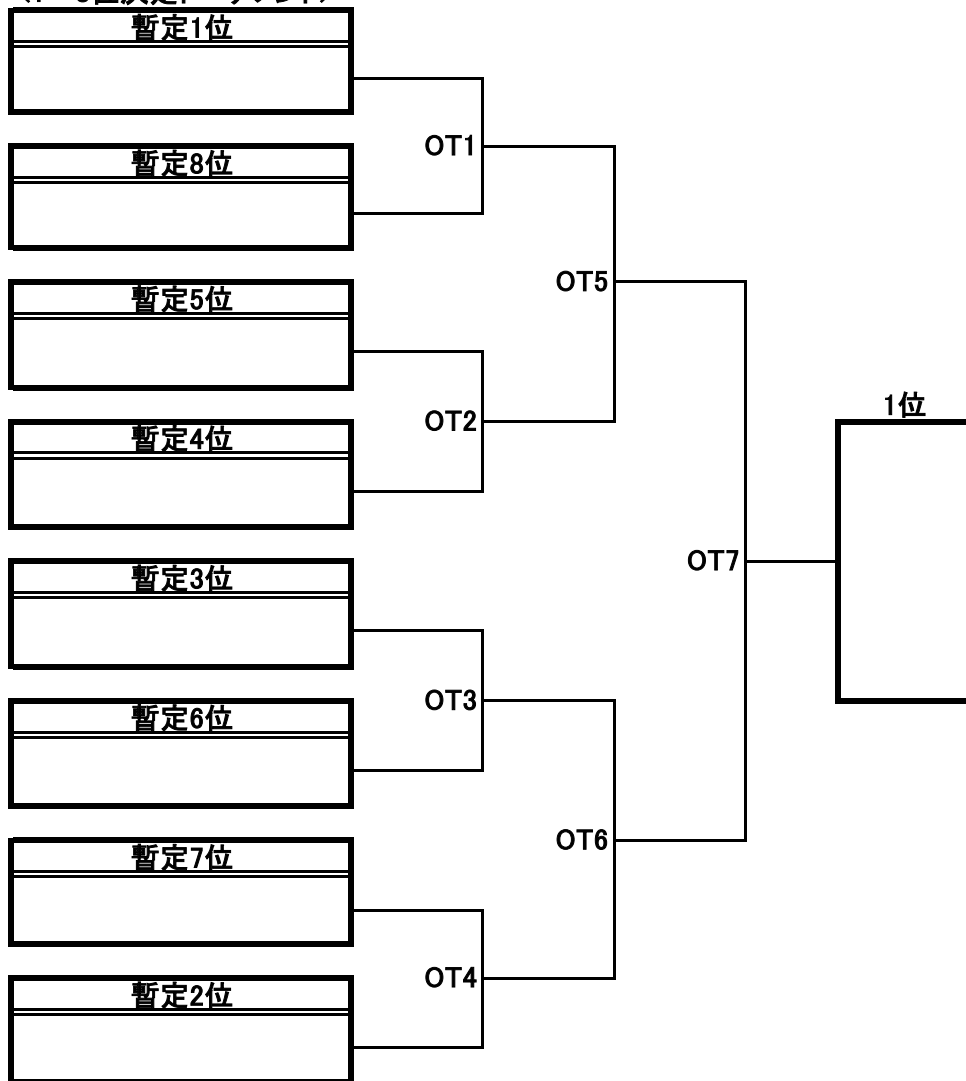 暫定1位
暫定8位
OT1
暫定5位
OT5
暫定4位
OT2
1位
暫定3位
OT7
暫定6位
OT3
暫定7位
OT6
暫定2位
OT4